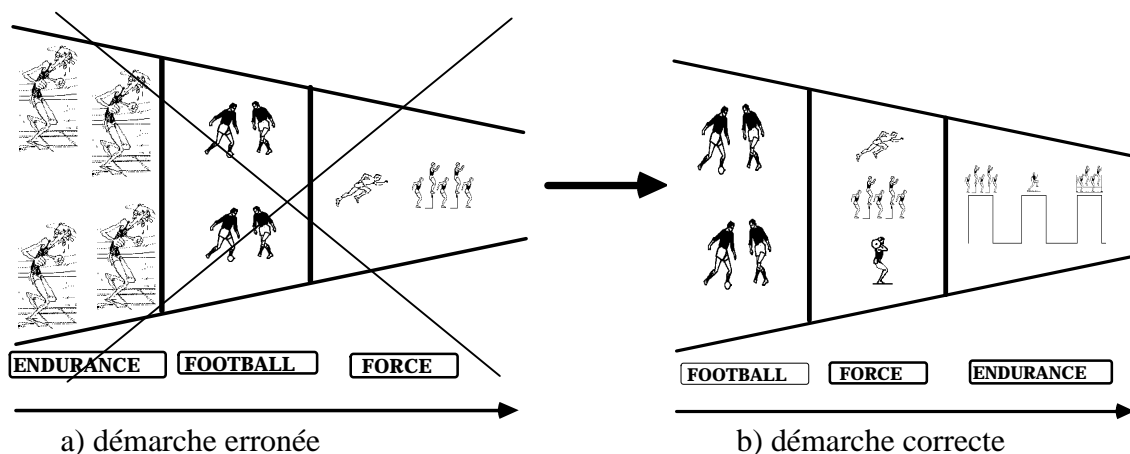 ENDURANCE FOOTBALL FORCE
a) démarche erronée
FOOTBALL FORCE ENDURANCE
b) démarche correcte